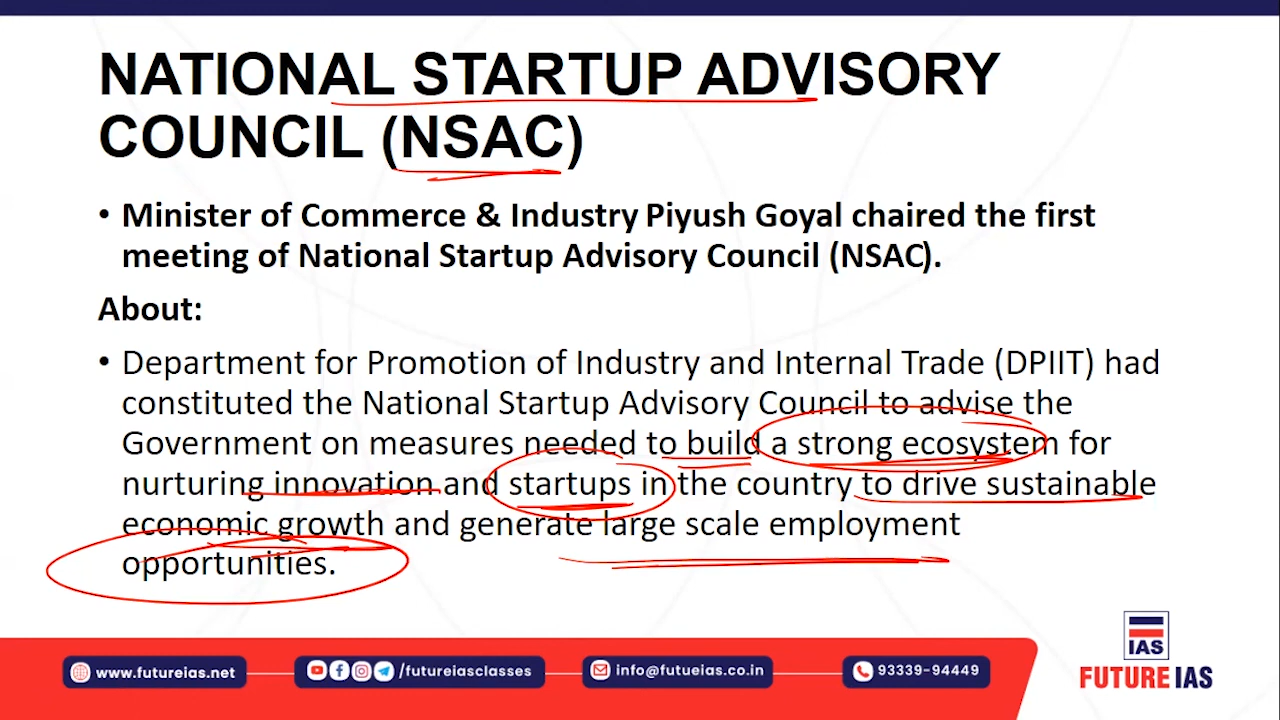 NATIONAL STARTUP ADVISORY
COUNCIL (NSAC)
• Minister of Commerce & Industry Piyush Goyal chaired the first
meeting of National Startup Advisory Council (NSAC).
About:
• Department for Promotion of Industry and Internal Trade (DPIIT) had
constituted the National Startup Advisory Council to advise the
Government on measures needed to build a strong ecosystem for
nurturing innovation and startups in the country to drive sustainable
economic growth and generate large scale employment
opportunities.
www.futureias.net
/futureiasclasses
info@futueias.co.in
93339-94449
IAS
FUTURE IAS